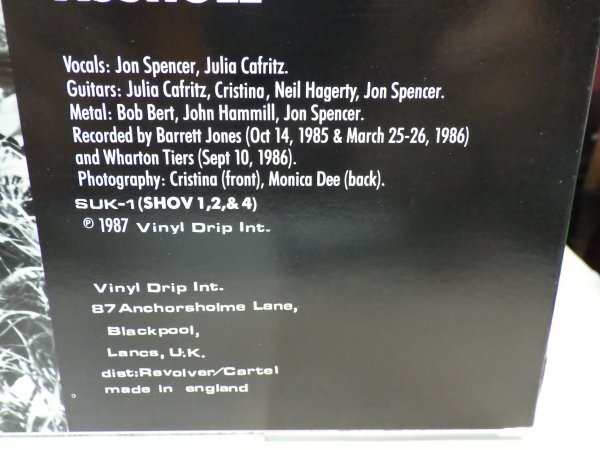 Vocals: Jon Spencer, Julia Cafritz.
Guitars: Julia Cafritz, Cristina, Neil Hagerty, Jon Spencer.
Metal: Bob Bert, John Hammill, Jon Spencer.
Recorded by Barrett Jones (Oct 14, 1985 & March 25-26, 1986)
and Wharton Tiers (Sept 10, 1986).
Photography: Cristina (front), Monica Dee (back).
SUK-1 (SHOV 1,2,& 4)
℗ 1987 Vinyl Drip Int.
Vinyl Drip Int.
87 Anchorsholme Lane,
Blackpool,
Lancs, U.K.
dist:Revolver/Cartel
made in england